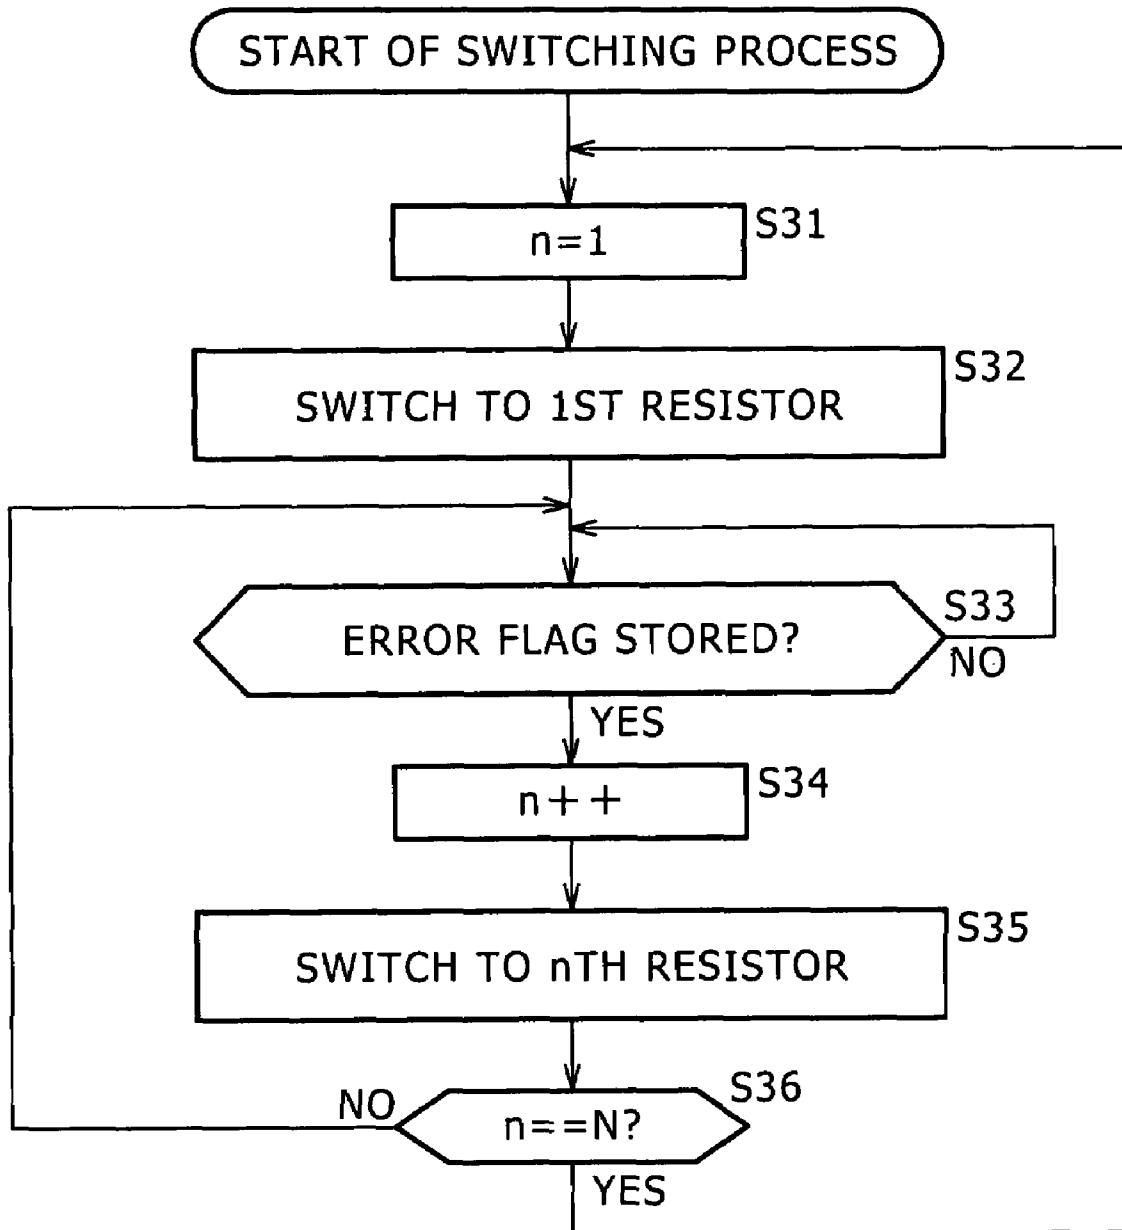 START OF SWITCHING PROCESS
S31
n=1
S32
SWITCH TO 1ST RESISTOR
S33
ERROR FLAG STORED?
NO
YES
S34
n++
S35
SWITCH TO nTH RESISTOR
S36
NO
n==N?
YES